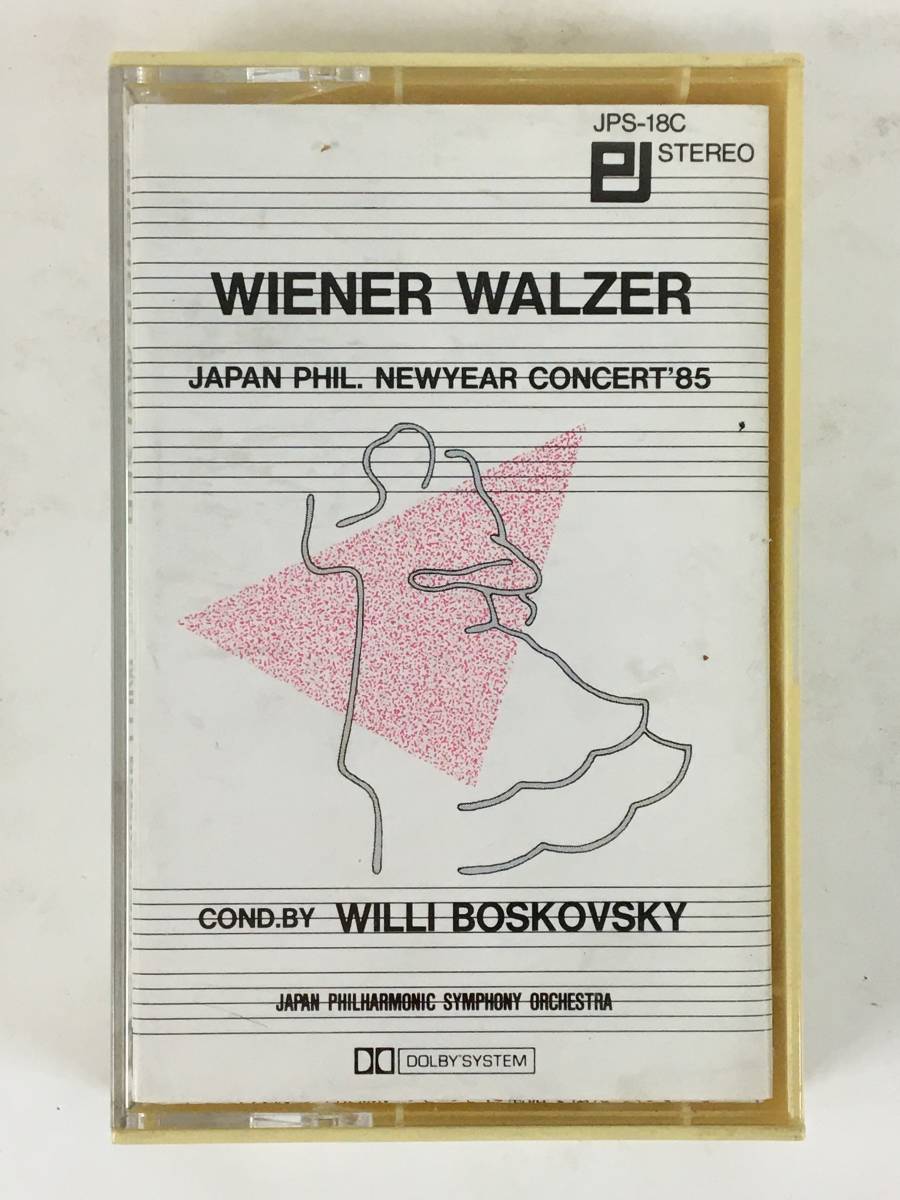 JPS-18C
STEREO
WIENER WALZER
JAPAN PHIL. NEWYEAR CONCERT'85
COND.BY WILLI BOSKOVSKY
JAPAN PHILHARMONIC SYMPHONY ORCHESTRA
DOLBY SYSTEM